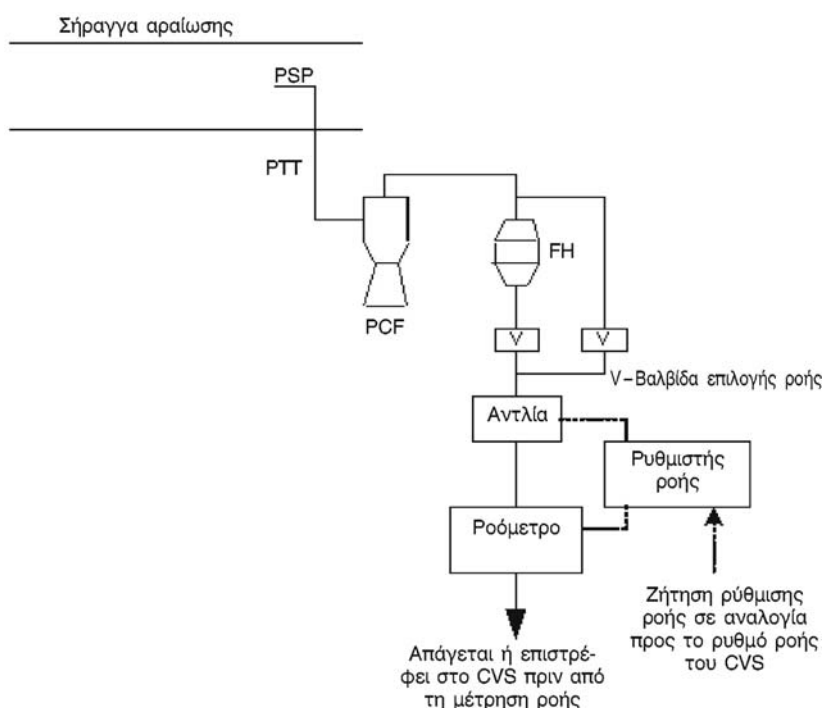 Σήραγγα αραίωσης
PSP
PTT
FH
PCF
V
V
V–Βαλβίδα επιλογής ροής
Αντλία
Ρυθμιστής
ροής
Ροόμετρο
Ζήτηση ρύθμισης
ροής σε αναλογία
προς το ρυθμό ροής
του CVS
Απάγεται ή επιστρέ-
φει στο CVS πριν από
τη μέτρηση ροής